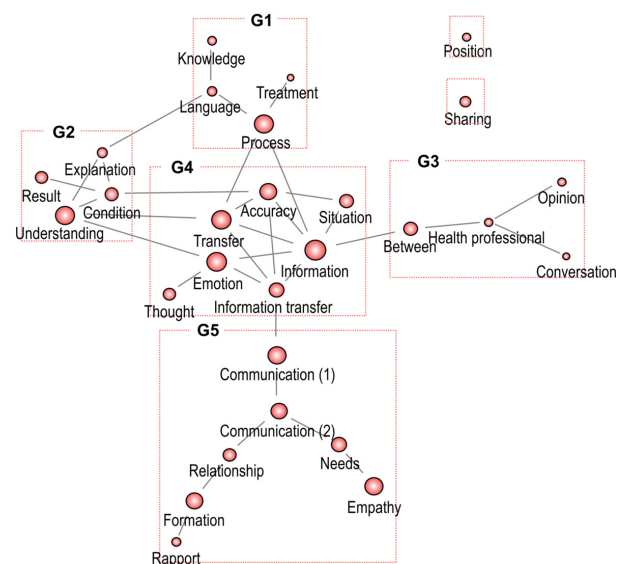 G1
Knowledge
Treatment
Language
Process
Position
Sharing
G2
Explanation
Result
Condition
Understanding
G4
Accuracy
Situation
Transfer
Information
Emotion
Thought
Information transfer
G3
Opinion
Between
Health professional
Conversation
G5
Communication (1)
Communication (2)
Relationship
Needs
Formation
Empathy
Rapport